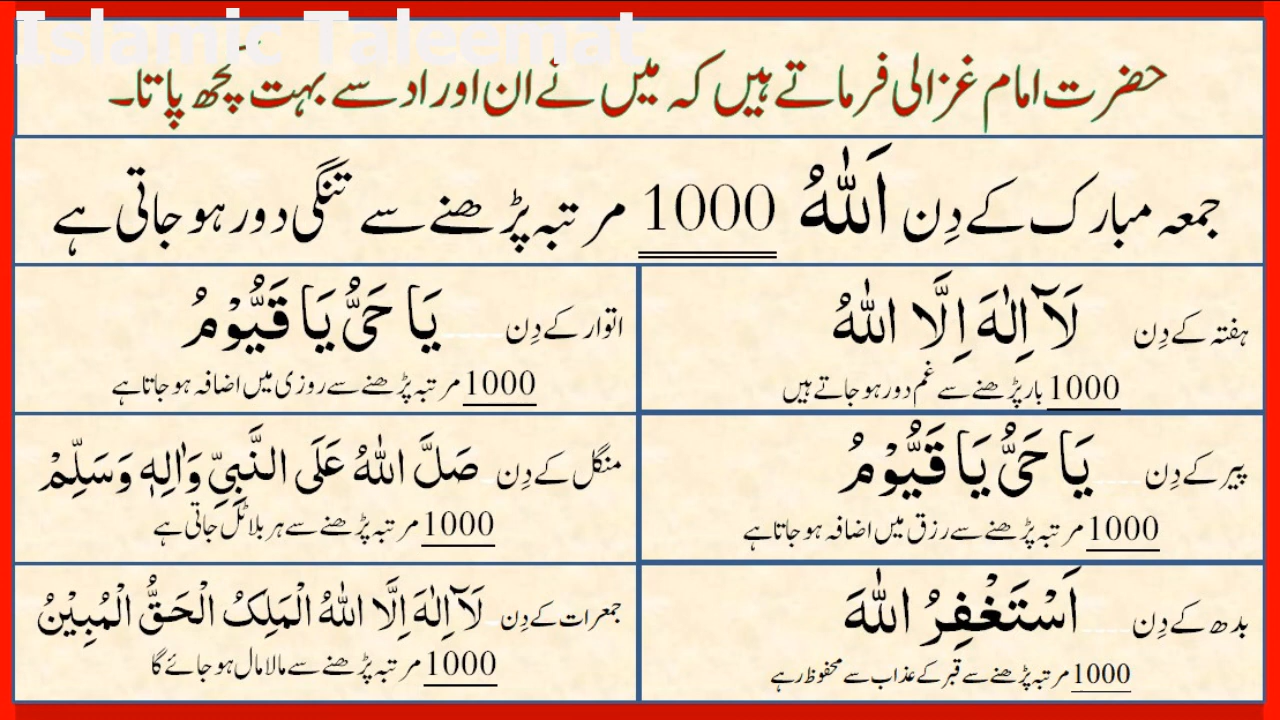 Islamic Taleemat
حضرت امام غزالی فرماتے ہیں کہ میں نے ان اوراد سے بہت کُچھ پاتا۔
جمعہ مبارک کے دِن اَللّٰهُ 1000 مرتبہ پڑھنے سے تنگی دور ہو جاتی ہے
ہفتہ کے دِن لَآ اِلٰهَ اِلَّا اللّٰهُ
1000 بار پڑھنے سے غم دور ہو جاتے ہیں
اتوار کے دِن یَا حَیُّ یَا قَیُّوْمُ
1000 مرتبہ پڑھنے سے روزی میں اضافہ ہو جاتا ہے
پیر کے دِن یَا حَیُّ یَا قَیُّوْمُ
1000 مرتبہ پڑھنے سے رزق میں اضافہ ہو جاتا ہے
منگل کے دِن صَلَّ اللّٰهُ عَلَی النَّبِیِّ وَاٰلِهٖ وَسَلِّمْ
1000 مرتبہ پڑھنے سے ہر بلا ٹل جاتی ہے
بدھ کے دِن اَسْتَغْفِرُ اللّٰهَ
1000 مرتبہ پڑھنے سے قبر کے عذاب سے محفوظ رہے
جمعرات کے دِن لَآ اِلٰهَ اِلَّا اللّٰهُ الْمَلِکُ الْحَقُّ الْمُبِیْنُ
1000 مرتبہ پڑھنے سے مالا مال ہو جائے گا